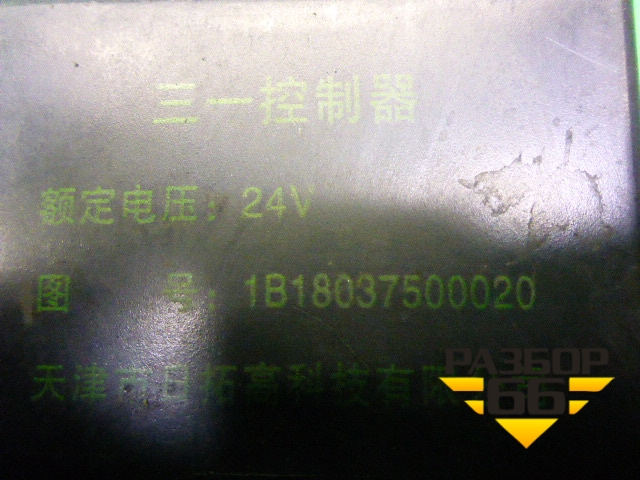 三一控制器
额定电压：24V
图 号：1B18037500020
天津市日拓高科技有限
РАЗБОР
66